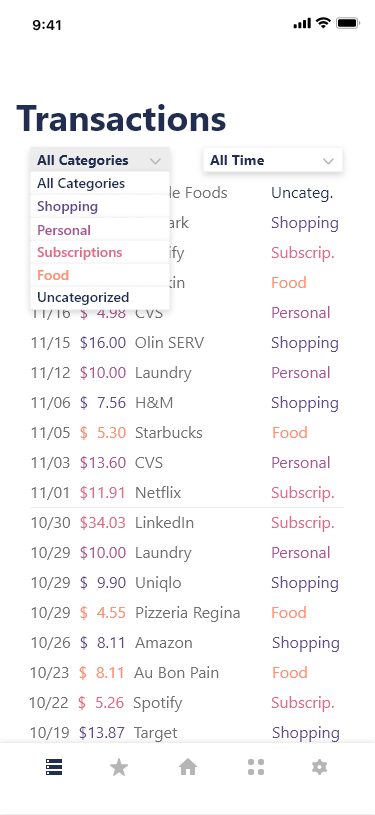 9:41
Transactions
All Categories All Time
All Categories
Shopping
Personal
Subscriptions
Food
Uncategorized
Foods Uncateg.
Shopping
Subscrip.
Food
11/16 $ 4.98 CVS Personal
11/15 $16.00 Olin SERV Shopping
11/12 $10.00 Laundry Personal
11/06 $ 7.56 H&M Shopping
11/05 $ 5.30 Starbucks Food
11/03 $13.60 CVS Personal
11/01 $11.91 Netflix Subscrip.
10/30 $34.03 LinkedIn Subscrip.
10/29 $10.00 Laundry Personal
10/29 $ 9.90 Uniqlo Shopping
10/29 $ 4.55 Pizzeria Regina Food
10/26 $ 8.11 Amazon Shopping
10/23 $ 8.11 Au Bon Pain Food
10/22 $ 5.26 Spotify Subscrip.
10/19 $13.87 Target Shopping